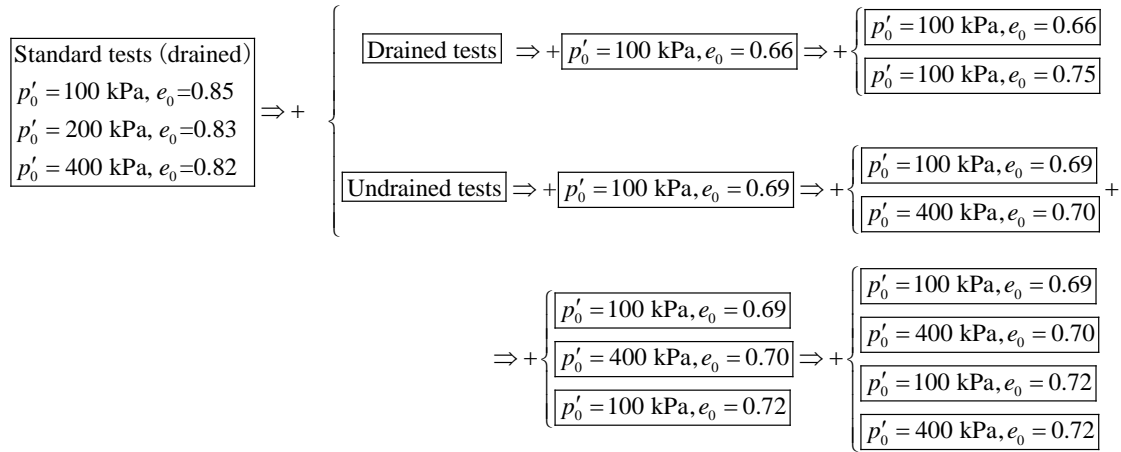 Standard tests (drained)
p′₀ = 100 kPa, e₀=0.85
p′₀ = 200 kPa, e₀=0.83
p′₀ = 400 kPa, e₀=0.82
⇒ +
Drained tests ⇒ + p′₀ = 100 kPa, e₀ = 0.66 ⇒ +
p′₀ = 100 kPa, e₀ = 0.66
p′₀ = 100 kPa, e₀ = 0.75
Undrained tests ⇒ + p′₀ = 100 kPa, e₀ = 0.69 ⇒ +
p′₀ = 100 kPa, e₀ = 0.69
p′₀ = 400 kPa, e₀ = 0.70
+
⇒ +
p′₀ = 100 kPa, e₀ = 0.69
p′₀ = 400 kPa, e₀ = 0.70
p′₀ = 100 kPa, e₀ = 0.72
⇒ +
p′₀ = 100 kPa, e₀ = 0.69
p′₀ = 400 kPa, e₀ = 0.70
p′₀ = 100 kPa, e₀ = 0.72
p′₀ = 400 kPa, e₀ = 0.72